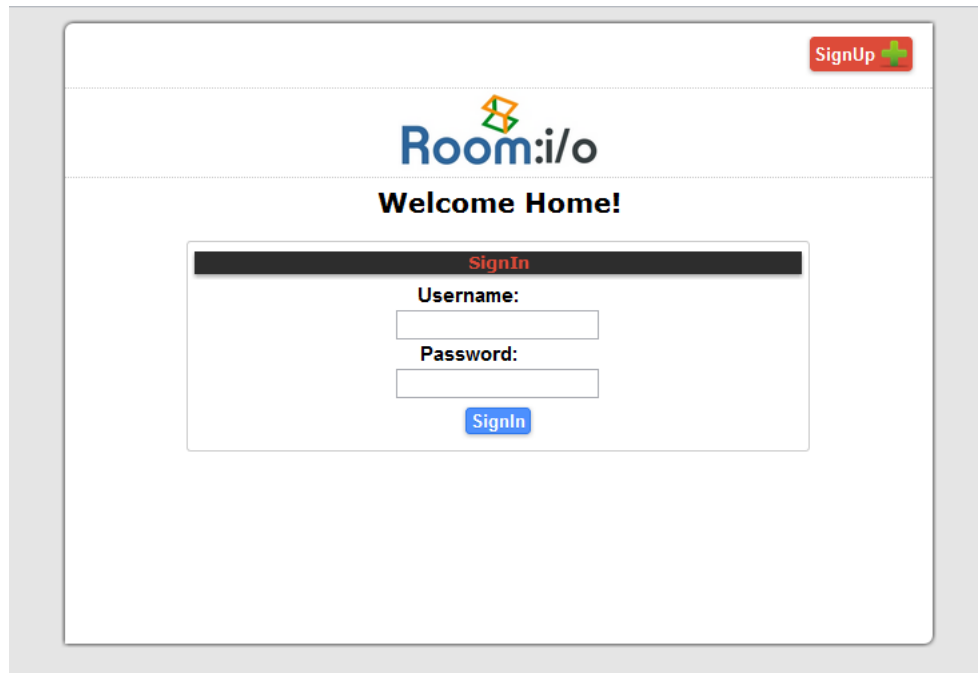 SignUp
Room:i/o
Welcome Home!
SignIn
Username:
Password:
SignIn